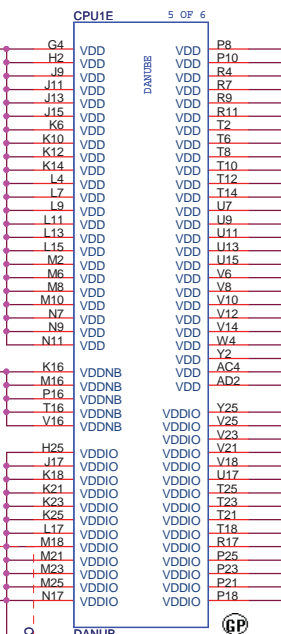 CPU1E 5 OF 6
DANUBE
G4 VDD VDD P8
H2 VDD VDD P10
J9 VDD VDD R4
J11 VDD VDD R7
J13 VDD VDD R9
J15 VDD VDD R11
K6 VDD VDD T2
K10 VDD VDD T6
K12 VDD VDD T8
K14 VDD VDD T10
L4 VDD VDD T12
L7 VDD VDD T14
L9 VDD VDD U7
L11 VDD VDD U9
L13 VDD VDD U11
L15 VDD VDD U13
M2 VDD VDD U15
M6 VDD VDD V6
M8 VDD VDD V8
M10 VDD VDD V10
N7 VDD VDD V12
N9 VDD VDD V14
N11 VDD VDD W4
VDD Y2
K16 VDDNB VDD AC4
M16 VDDNB VDD AD2
P16 VDDNB
T16 VDDNB VDDIO Y25
V16 VDDNB VDDIO V25
VDDIO V23
H25 VDDIO VDDIO V21
J17 VDDIO VDDIO V18
K18 VDDIO VDDIO U17
K21 VDDIO VDDIO T25
K23 VDDIO VDDIO T23
K25 VDDIO VDDIO T21
L17 VDDIO VDDIO T18
M18 VDDIO VDDIO R17
M21 VDDIO VDDIO P25
M23 VDDIO VDDIO P23
M25 VDDIO VDDIO P21
N17 VDDIO VDDIO P18
GP
DANUB